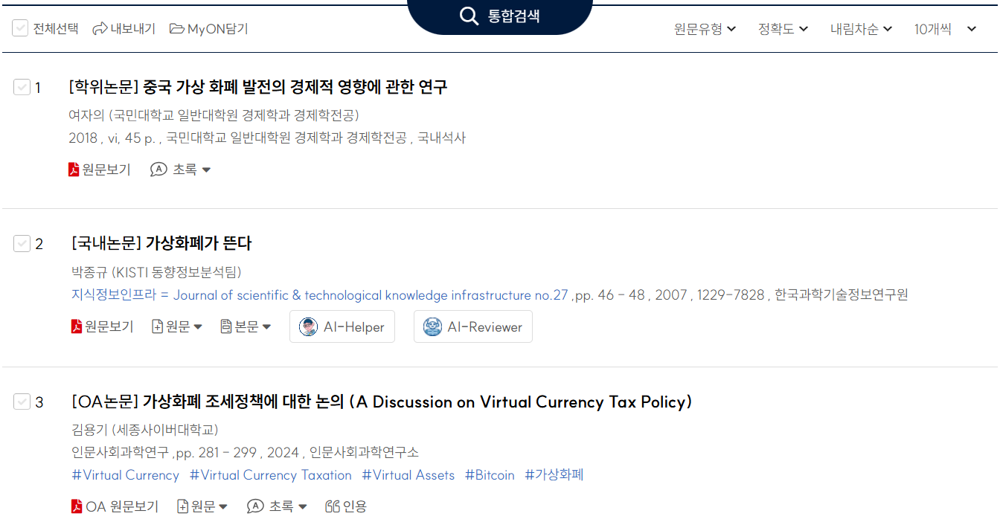 통합검색
전체선택 내보내기 MyON담기 원문유형 정확도 내림차순 10개씩
1 [학위논문] 중국 가상 화폐 발전의 경제적 영향에 관한 연구
여자의 (국민대학교 일반대학원 경제학과 경제학전공)
2018 , vi, 45 p. , 국민대학교 일반대학원 경제학과 경제학전공 , 국내석사
원문보기 초록
2 [국내논문] 가상화폐가 뜬다
박종규 (KISTI 동향정보분석팀)
지식정보인프라 = Journal of scientific & technological knowledge infrastructure no.27 ,pp. 46 - 48 , 2007 , 1229-7828 , 한국과학기술정보연구원
원문보기 원문 본문 AI-Helper AI-Reviewer
3 [OA논문] 가상화폐 조세정책에 대한 논의 (A Discussion on Virtual Currency Tax Policy)
김용기 (세종사이버대학교)
인문사회과학연구 ,pp. 281 - 299 , 2024 , 인문사회과학연구소
#Virtual Currency #Virtual Currency Taxation #Virtual Assets #Bitcoin #가상화폐
OA 원문보기 원문 초록 인용